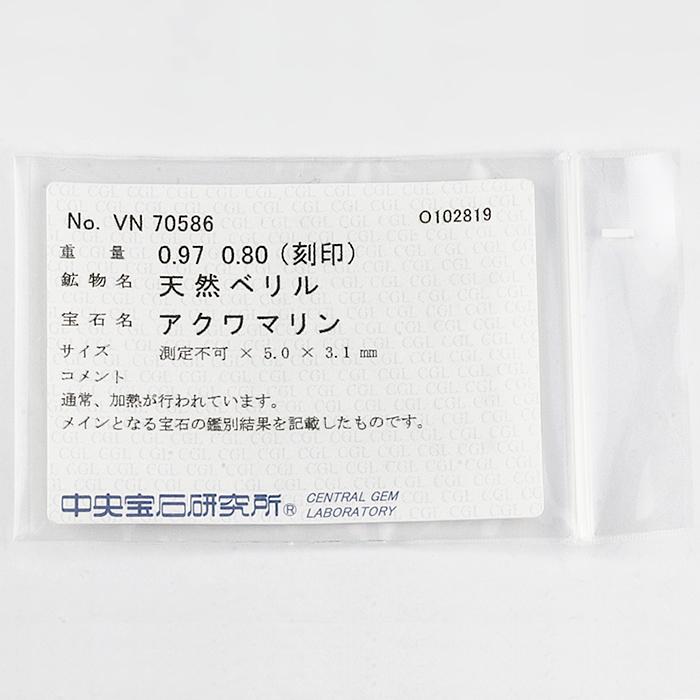 No. VN 70586 O102819
重量 0.97 0.80 (刻印)
鉱物名 天然ベリル
宝石名 アクワマリン
サイズ 測定不可 × 5.0 × 3.1 mm
コメント
通常、加熱が行われています。
メインとなる宝石の鑑別結果を記載したものです。
中央宝石研究所® CENTRAL GEM
LABORATORY